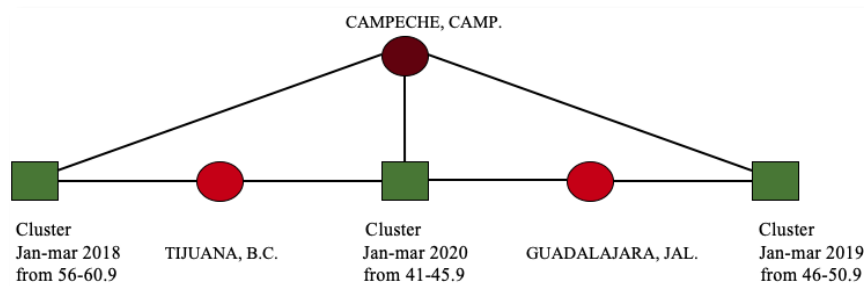 CAMPECHE, CAMP.
Cluster
Jan-mar 2018
from 56-60.9
TIJUANA, B.C.
Cluster
Jan-mar 2020
from 41-45.9
GUADALAJARA, JAL.
Cluster
Jan-mar 2019
from 46-50.9